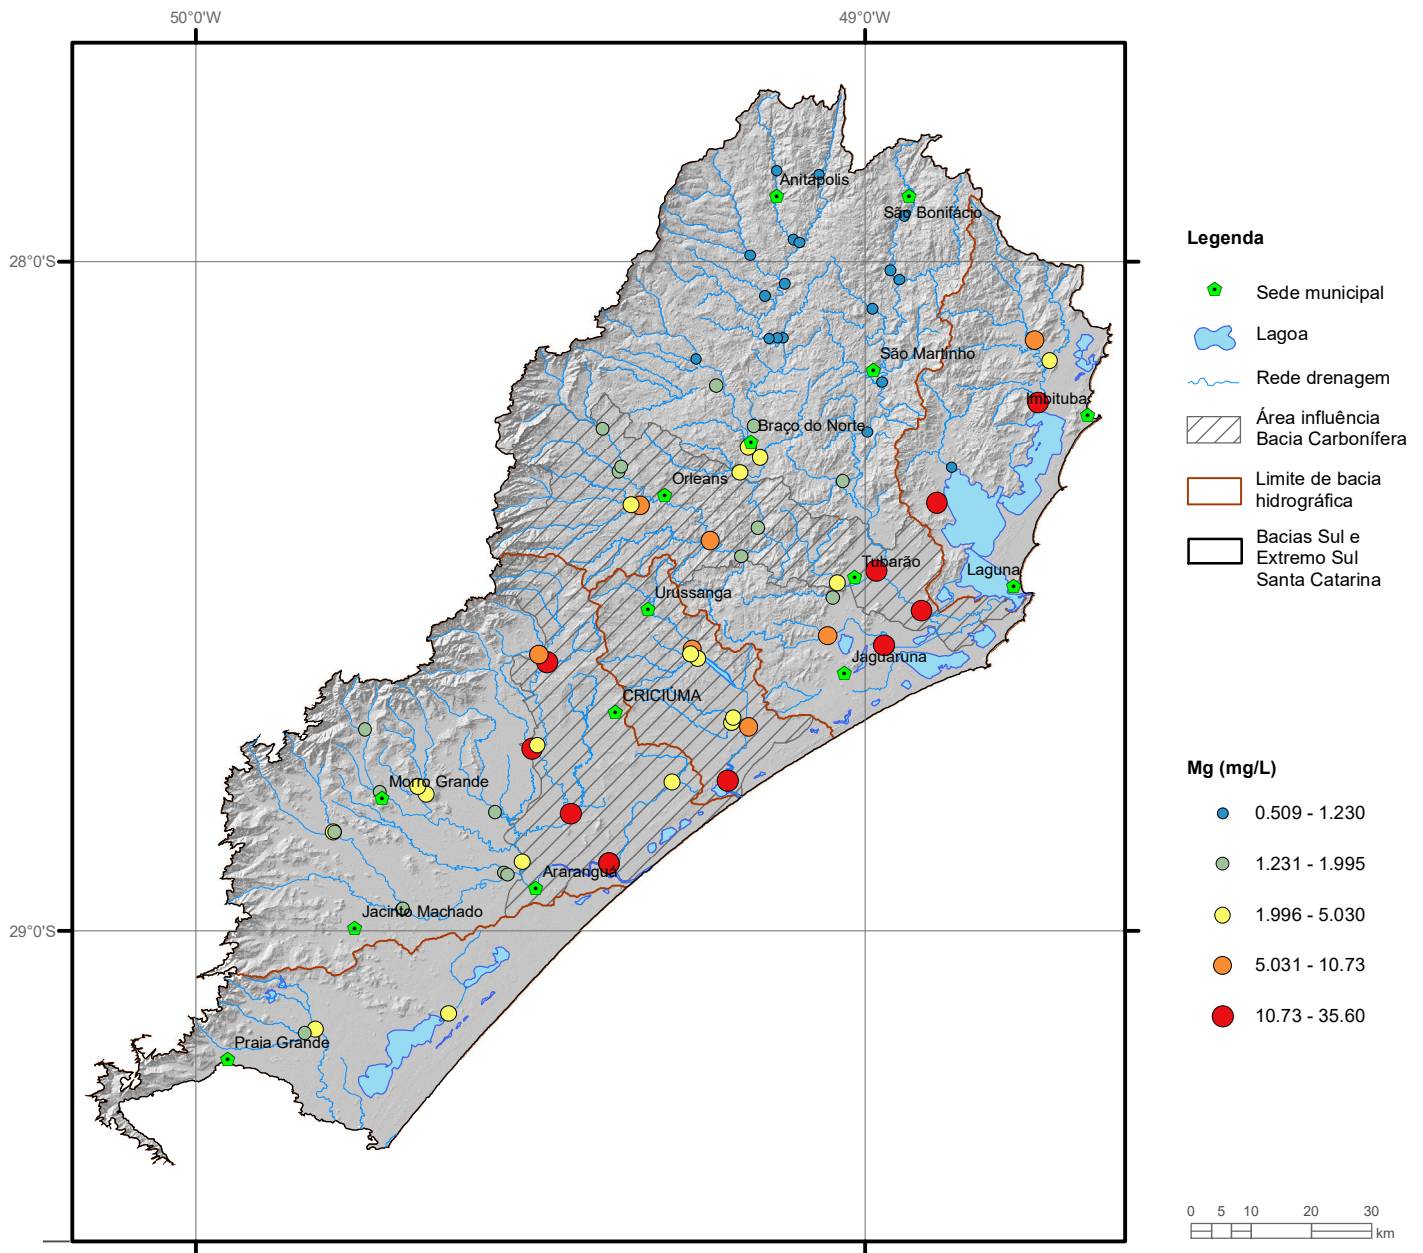 50°0'W
49°0'W
Anitápolis
São Bonifácio
28°0'S
São Martinho
Imbituba
Braço do Norte
Orleans
Tubarão
Laguna
Urussanga
Jaguaruna
CRICIÚMA
Morro Grande
Araranguá
Jacinto Machado
29°0'S
Praia Grande
Legenda
Sede municipal
Lagoa
Rede drenagem
Área influência
Bacia Carbonífera
Limite de bacia
hidrográfica
Bacias Sul e
Extremo Sul
Santa Catarina
Mg (mg/L)
0.509 - 1.230
1.231 - 1.995
1.996 - 5.030
5.031 - 10.73
10.73 - 35.60
0 5 10 20 30
km